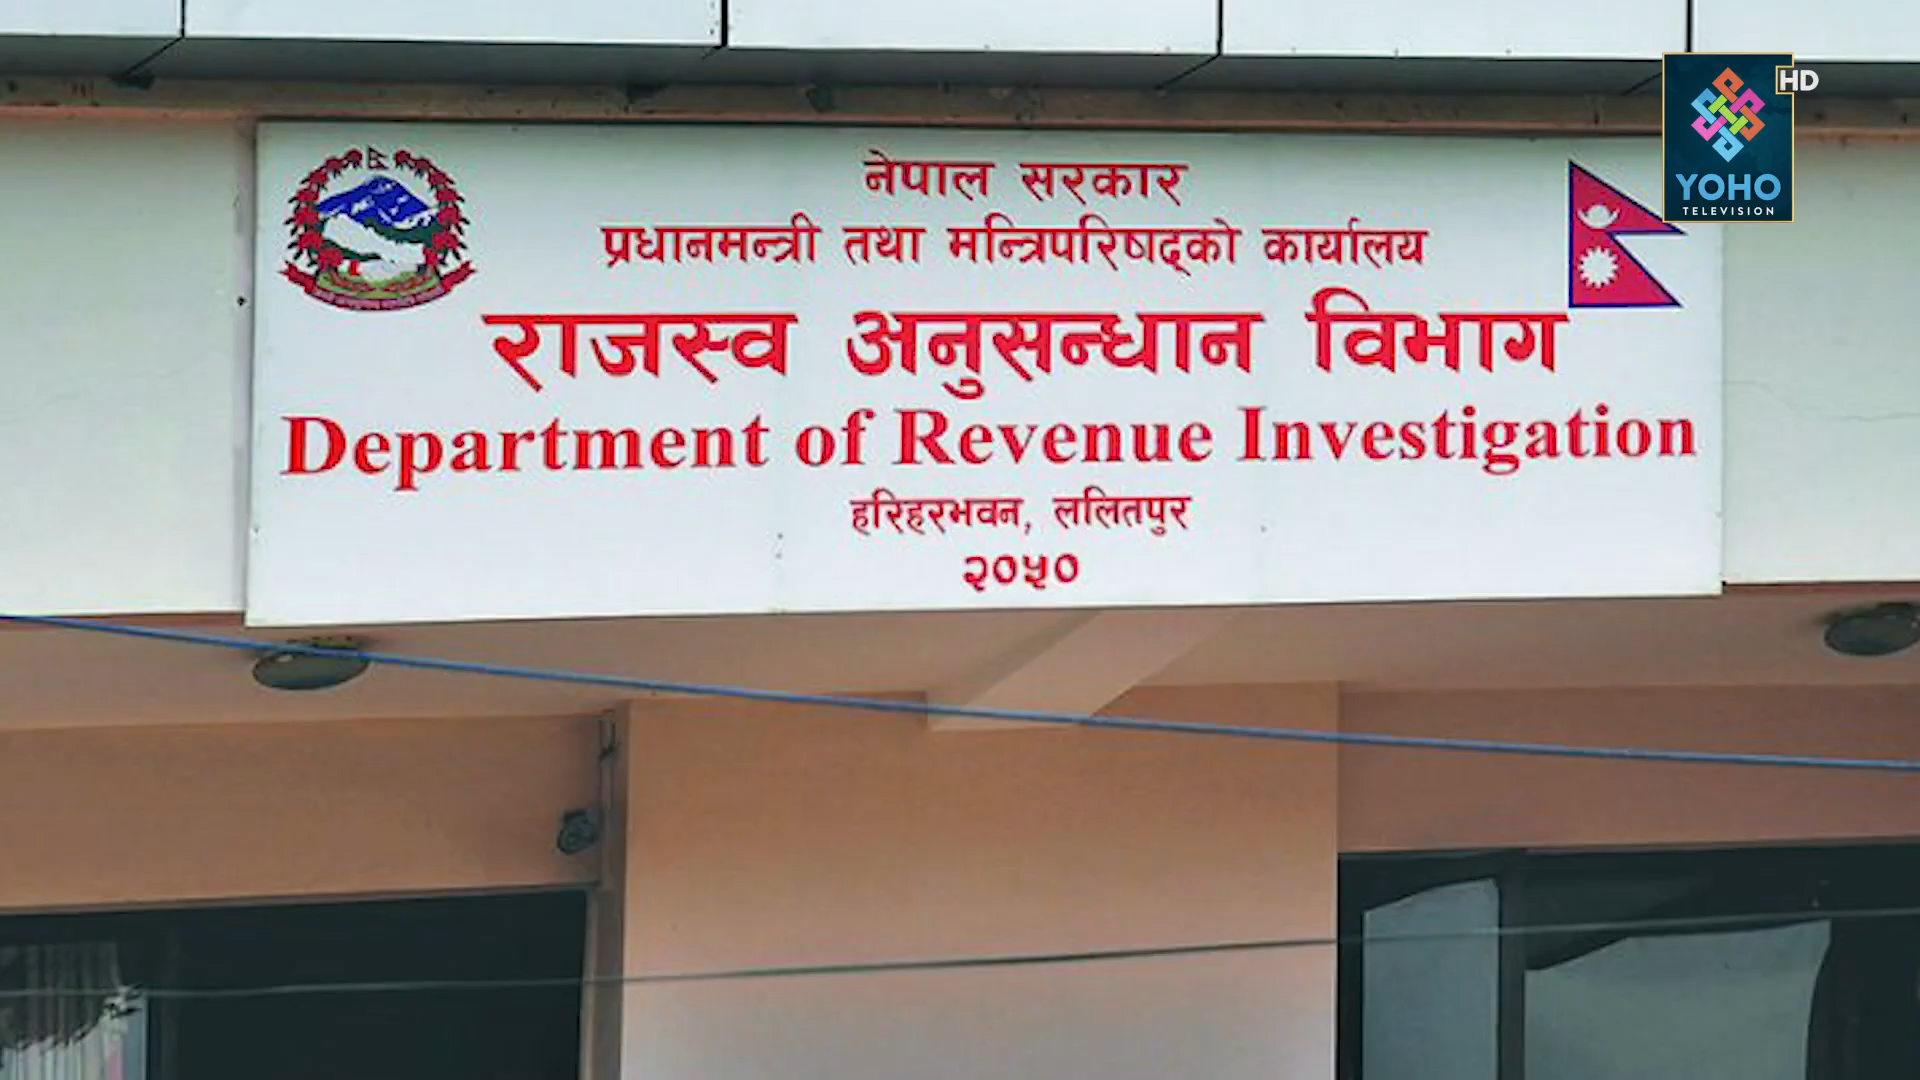 नेपाल सरकार
प्रधानमन्त्री तथा मन्त्रिपरिषद्को कार्यालय
राजस्व अनुसन्धान विभाग
Department of Revenue Investigation
हरिहरभवन, ललितपुर
२०५०
HD
YOHO
TELEVISION